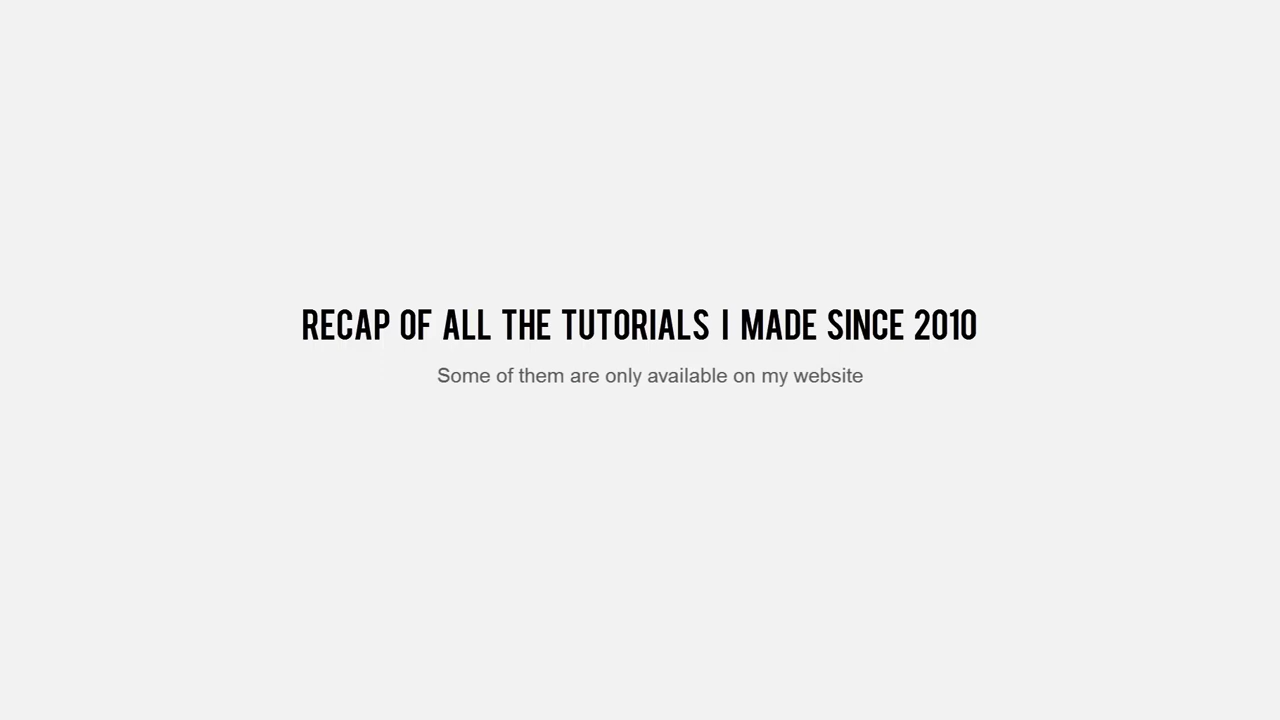 RECAP OF ALL THE TUTORIALS I MADE SINCE 2010
Some of them are only available on my website